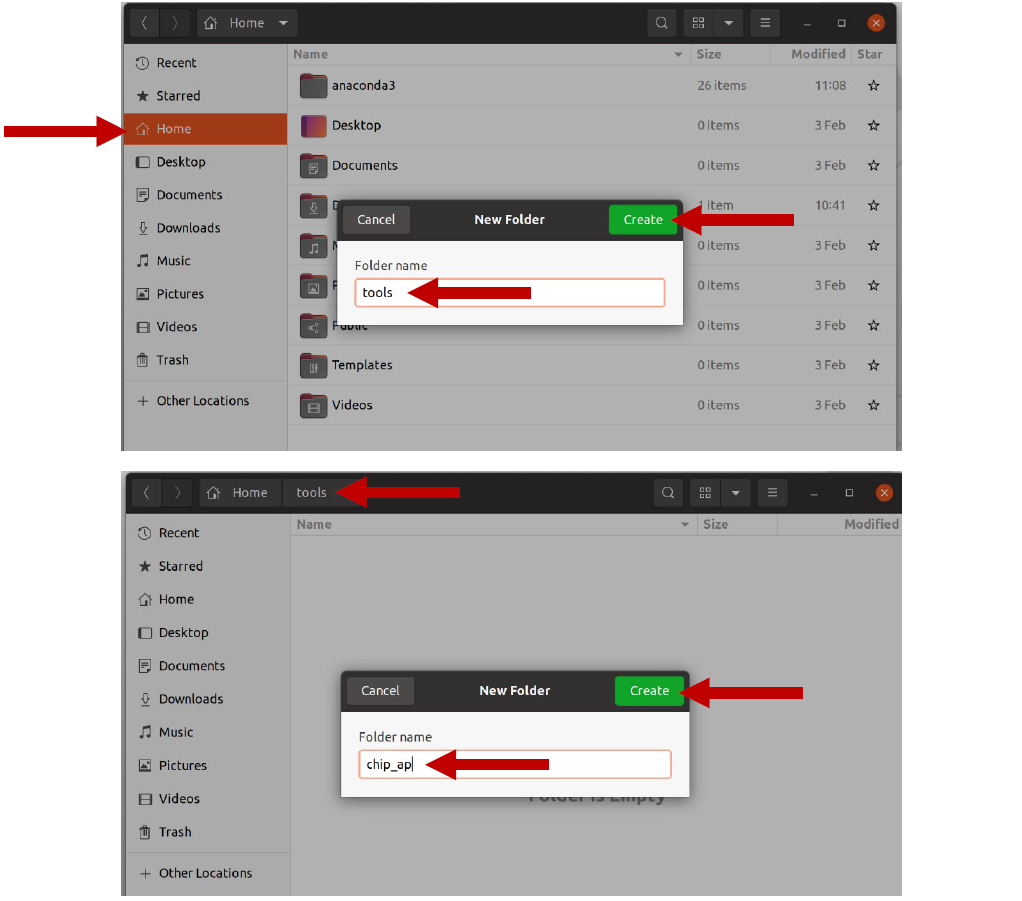 Home
Name Size Modified Star
Recent
anaconda3 26 items 11:08
Starred
Desktop 0 items 3 Feb
Home
Desktop
Documents 0 items 3 Feb
Documents
D 1 item 10:41
Cancel New Folder Create
Downloads
0 items 3 Feb
Music
Folder name
0 items 3 Feb
Pictures
tools
Videos
Public 0 items 3 Feb
Trash
Templates 0 items 3 Feb
Other Locations
Videos 0 items 3 Feb
Home tools
Name Size Modified
Recent
Starred
Home
Desktop
Documents
Downloads
Cancel New Folder Create
Music
Folder name
Pictures
chip_ap
Videos
Folder is Empty
Trash
Other Locations